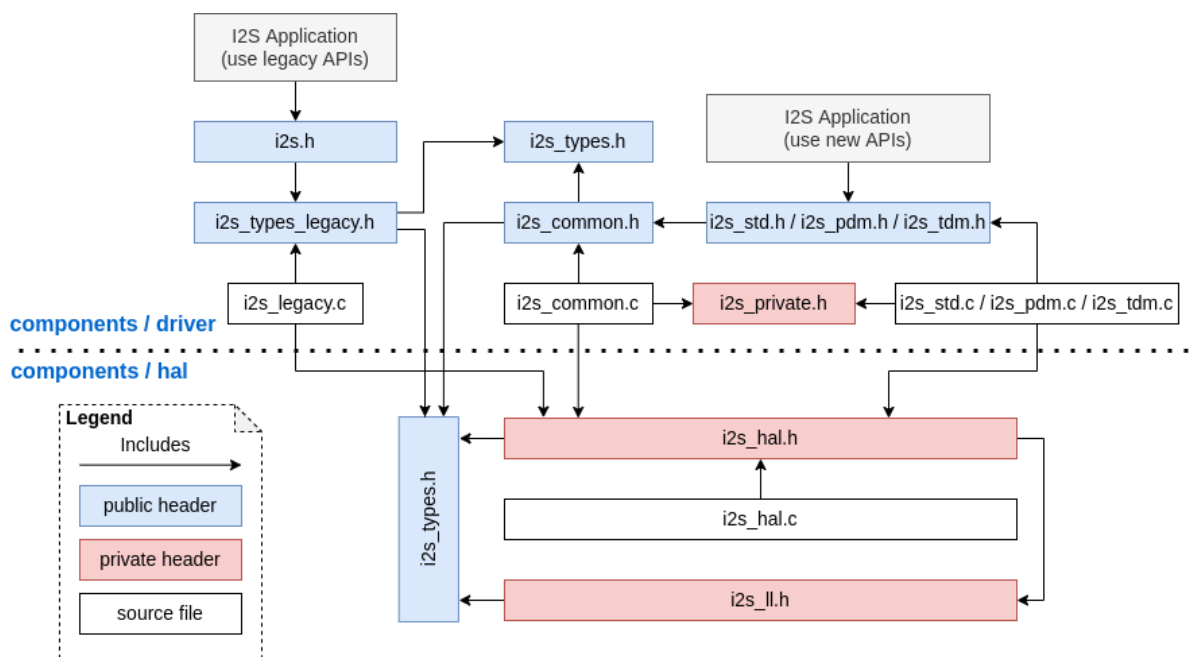 I2S Application
(use legacy APIs)
I2S Application
(use new APIs)
i2s.h
i2s_types.h
i2s_types_legacy.h
i2s_common.h
i2s_std.h / i2s_pdm.h / i2s_tdm.h
i2s_legacy.c
i2s_common.c
i2s_private.h
i2s_std.c / i2s_pdm.c / i2s_tdm.c
components / driver
components / hal
Legend
Includes
public header
private header
source file
i2s_types.h
i2s_hal.h
i2s_hal.c
i2s_ll.h